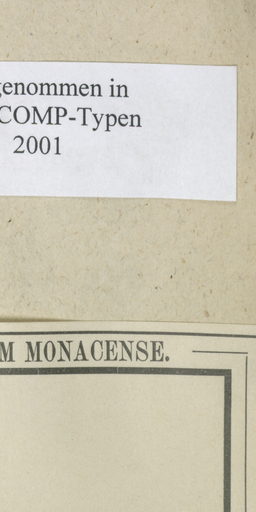 genommen in
COMP-Typen
2001
M MONACENSE.